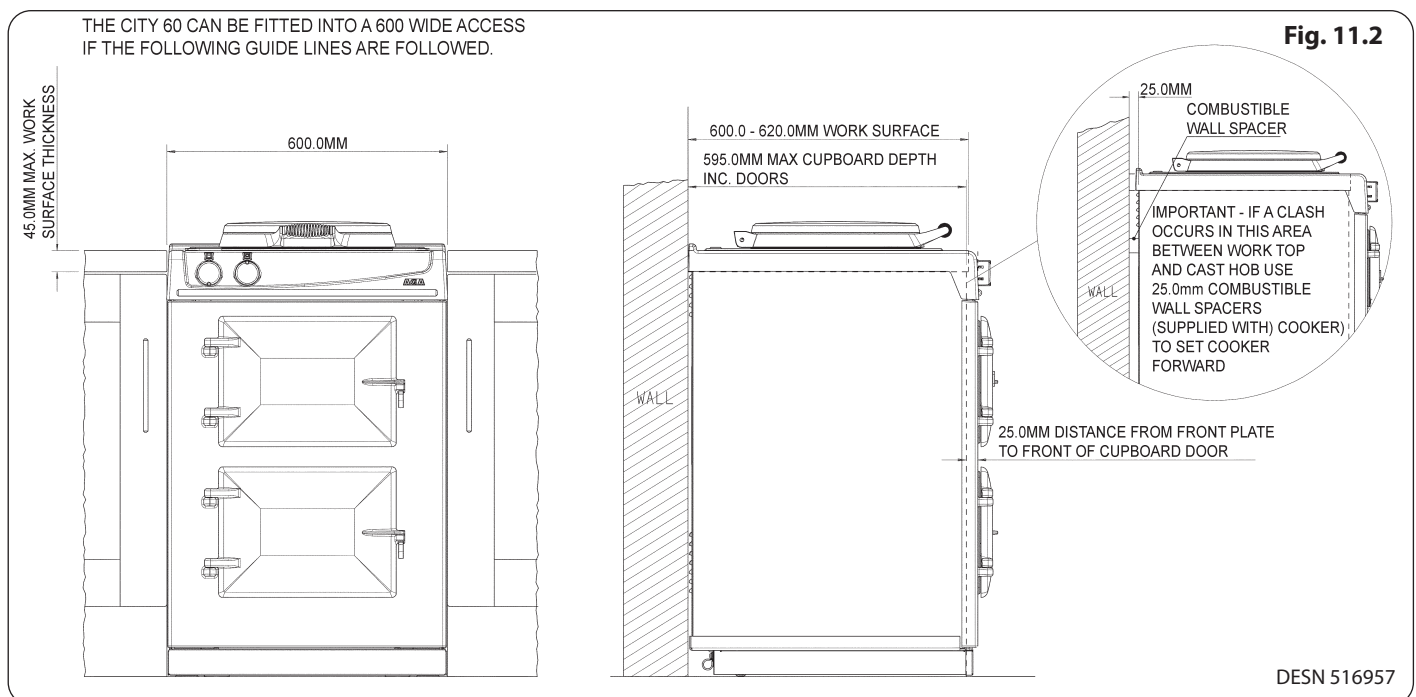 THE CITY 60 CAN BE FITTED INTO A 600 WIDE ACCESS
IF THE FOLLOWING GUIDE LINES ARE FOLLOWED.
Fig. 11.2
45.0MM MAX. WORK
SURFACE THICKNESS
600.0MM
AGA
600.0 - 620.0MM WORK SURFACE
595.0MM MAX CUPBOARD DEPTH
INC. DOORS
WALL
25.0MM
COMBUSTIBLE
WALL SPACER
IMPORTANT - IF A CLASH
OCCURS IN THIS AREA
BETWEEN WORK TOP
AND CAST HOB USE
25.0mm COMBUSTIBLE
WALL SPACERS
(SUPPLIED WITH) COOKER)
TO SET COOKER
FORWARD
WALL
25.0MM DISTANCE FROM FRONT PLATE
TO FRONT OF CUPBOARD DOOR
DESN 516957